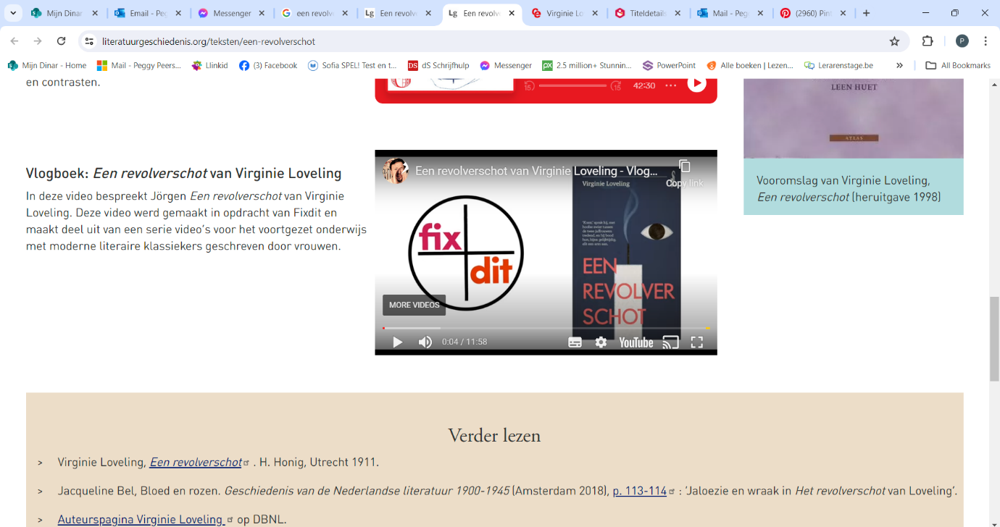 Mijn Dinar
Email - Peg
Messenger
een revolv
Een revolv
Een revolv
Virginie Lo
Titeldetails
Mail - Peg
(2960) Pin
literatuurgeschiedenis.org/teksten/een-revolverschot
P
Mijn Dinar - Home
Mail - Peggy Peers...
Llinkid
(3) Facebook
Sofia SPEL! Test en t...
dS Schrijfhulp
Messenger
2.5 million+ Stunnin...
PowerPoint
Alle boeken | Lezen...
Lerarenstage.be
All Bookmarks
en contrasten.
15
15
42:30
LEEN HUET
ATLAS
Vooromslag van Virginie Loveling,
Een revolverschot (heruitgave 1998)
Vlogboek: Een revolverschot van Virginie Loveling
In deze video bespreekt Jörgen Een revolverschot van Virginie
Loveling. Deze video werd gemaakt in opdracht van Fixdit en
maakt deel uit van een serie video's voor het voortgezet onderwijs
met moderne literaire klassiekers geschreven door vrouwen.
Een revolverschot van Virginie Loveling - Vlog...
Copy link
Virginie Loveling
fix
dit
EEN
REVOLVER
SCHOT
MORE VIDEOS
0:04 / 11:58
YouTube
Verder lezen
> Virginie Loveling, Een revolverschot . H. Honig, Utrecht 1911.
> Jacqueline Bel, Bloed en rozen. Geschiedenis van de Nederlandse literatuur 1900-1945 (Amsterdam 2018), p. 113-114 : 'Jaloezie en wraak in Het revolverschot van Loveling'.
> Auteurspagina Virginie Loveling op DBNL.